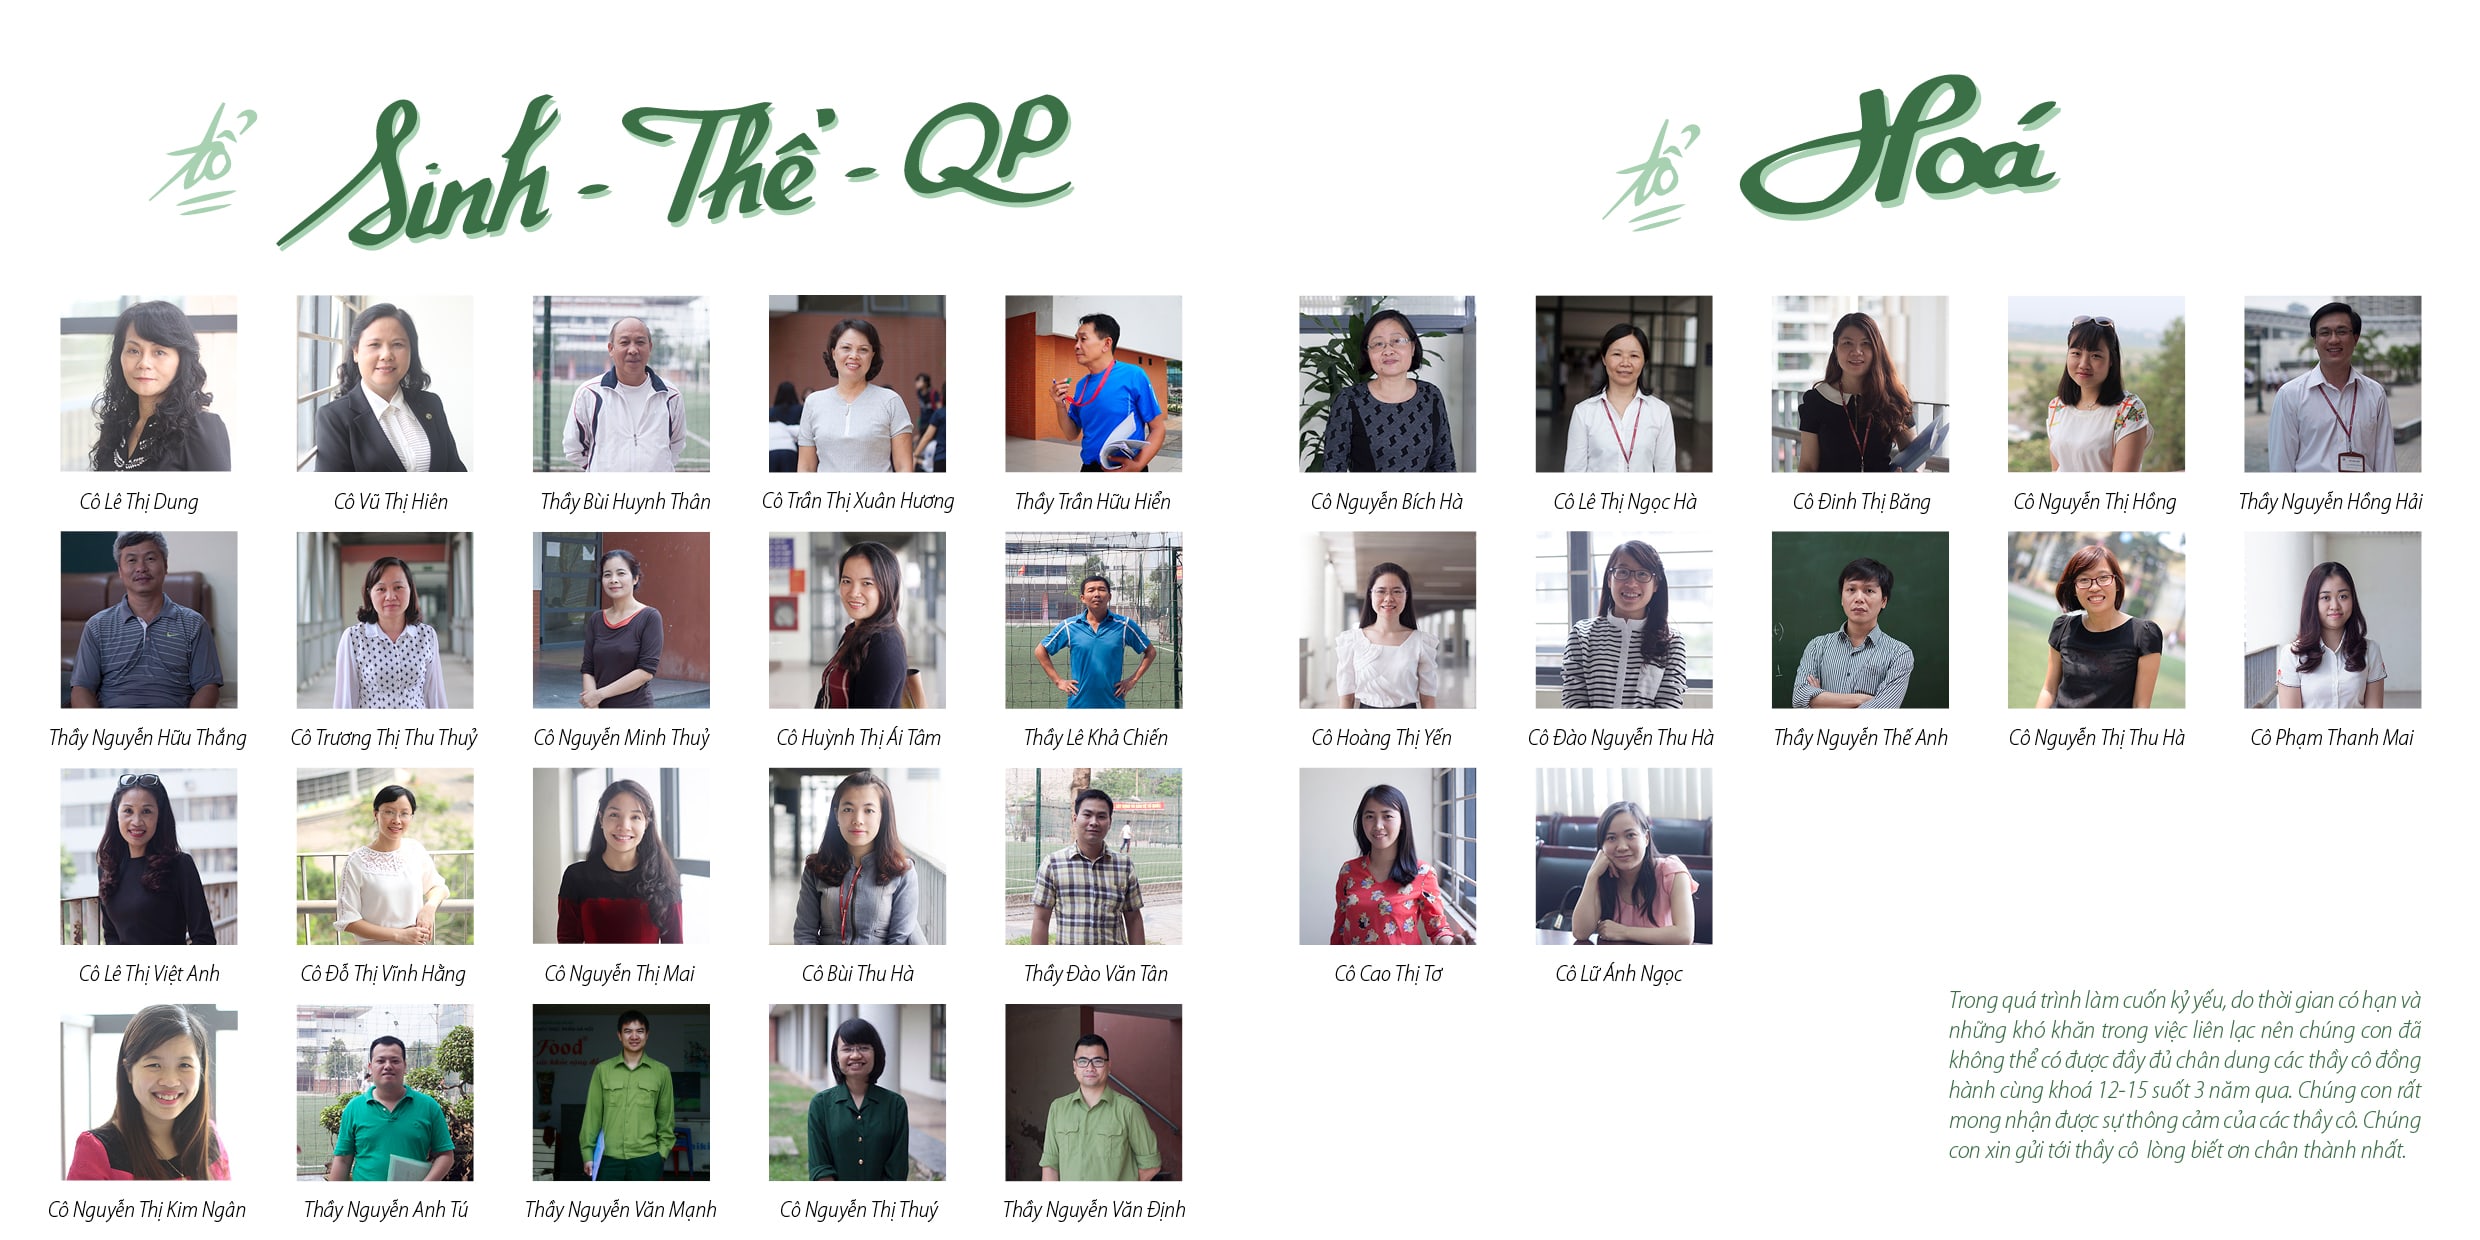 tổ Sinh - Thể - QP
Cô Lê Thị Dung
Cô Vũ Thị Hiên
Thầy Bùi Huynh Thân
Cô Trần Thị Xuân Hương
Thầy Trần Hữu Hiển
Thầy Nguyễn Hữu Thắng
Cô Trương Thị Thu Thuỷ
Cô Nguyễn Minh Thuỷ
Cô Huỳnh Thị Ái Tâm
Thầy Lê Khả Chiến
Cô Lê Thị Việt Anh
Cô Đỗ Thị Vĩnh Hằng
Cô Nguyễn Thị Mai
Cô Bùi Thu Hà
Thầy Đào Văn Tân
Cô Nguyễn Thị Kim Ngân
Thầy Nguyễn Anh Tú
Food
Thầy Nguyễn Văn Mạnh
Cô Nguyễn Thị Thuý
Thầy Nguyễn Văn Định
tổ Hoá
Cô Nguyễn Bích Hà
Cô Lê Thị Ngọc Hà
Cô Đinh Thị Băng
Cô Nguyễn Thị Hồng
Thầy Nguyễn Hồng Hải
Cô Hoàng Thị Yến
Cô Đào Nguyễn Thu Hà
Thầy Nguyễn Thế Anh
Cô Nguyễn Thị Thu Hà
Cô Phạm Thanh Mai
Cô Cao Thị Tơ
Cô Lữ Ánh Ngọc
Trong quá trình làm cuốn kỷ yếu, do thời gian có hạn và
những khó khăn trong việc liên lạc nên chúng con đã
không thể có được đầy đủ chân dung các thầy cô đồng
hành cùng khoá 12-15 suốt 3 năm qua. Chúng con rất
mong nhận được sự thông cảm của các thầy cô. Chúng
con xin gửi tới thầy cô lòng biết ơn chân thành nhất.